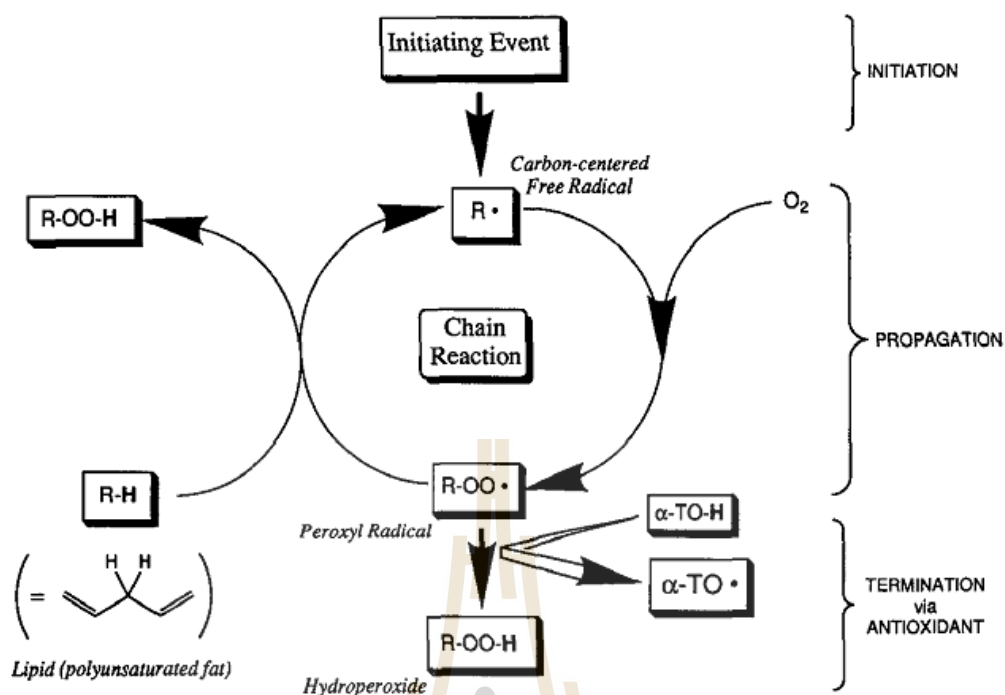 Initiating Event
INITIATION
Carbon-centered
Free Radical
R •
O2
R-OO-H
Chain
Reaction
PROPAGATION
R-H
R-OO •
Peroxyl Radical
α-TO-H
α-TO •
H H
( = )
Lipid (polyunsaturated fat)
R-OO-H
Hydroperoxide
TERMINATION
via
ANTIOXIDANT